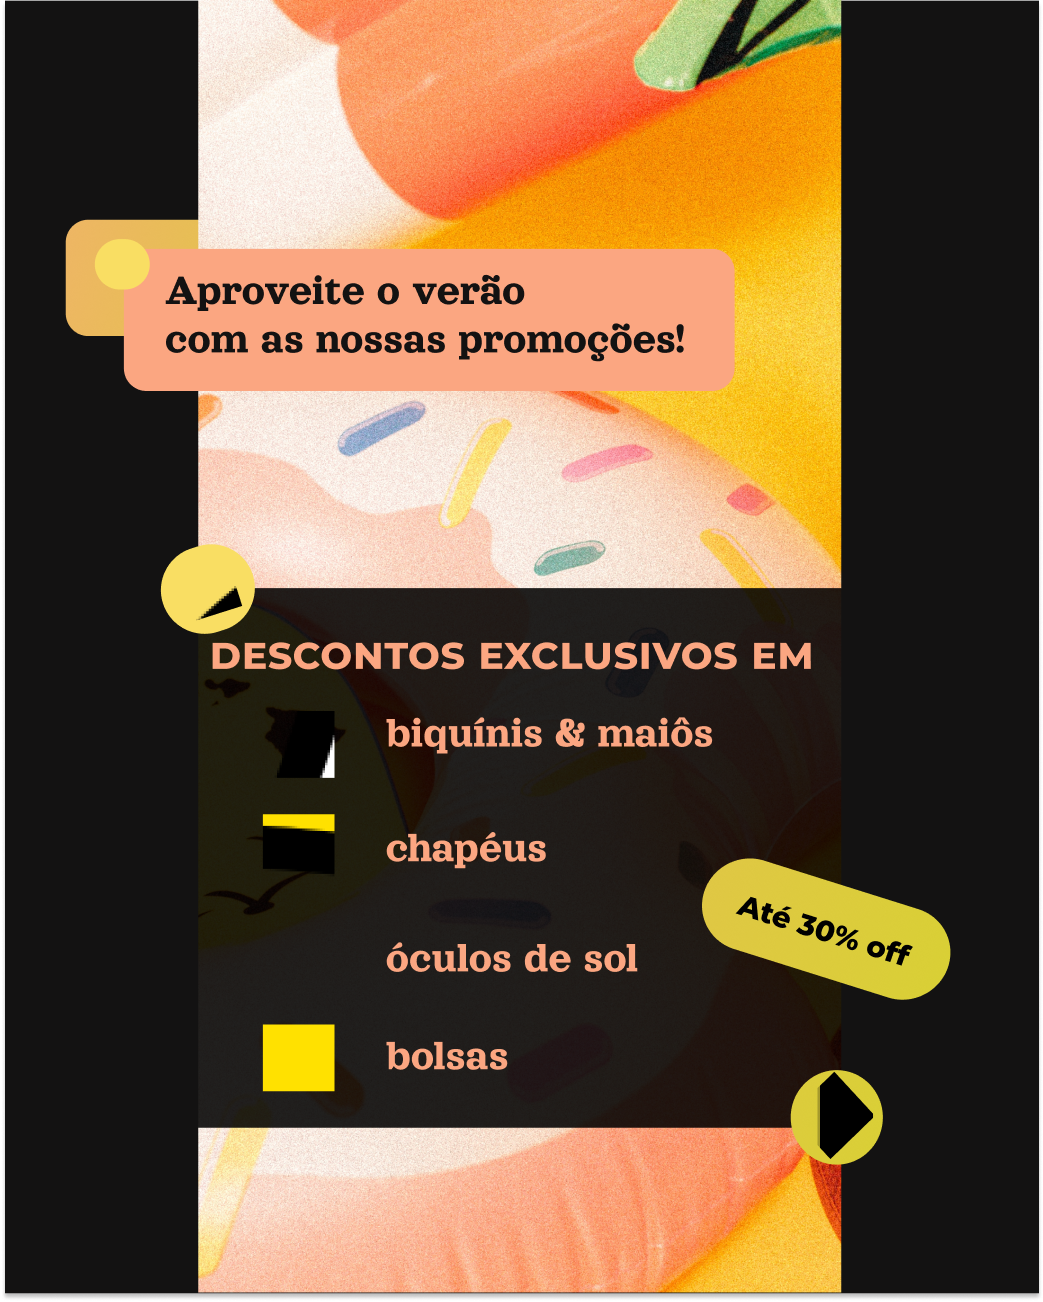 Aproveite o verão
com as nossas promoções!
DESCONTOS EXCLUSIVOS EM
biquínis & maiôs
chapéus
óculos de sol
bolsas
Até 30% off